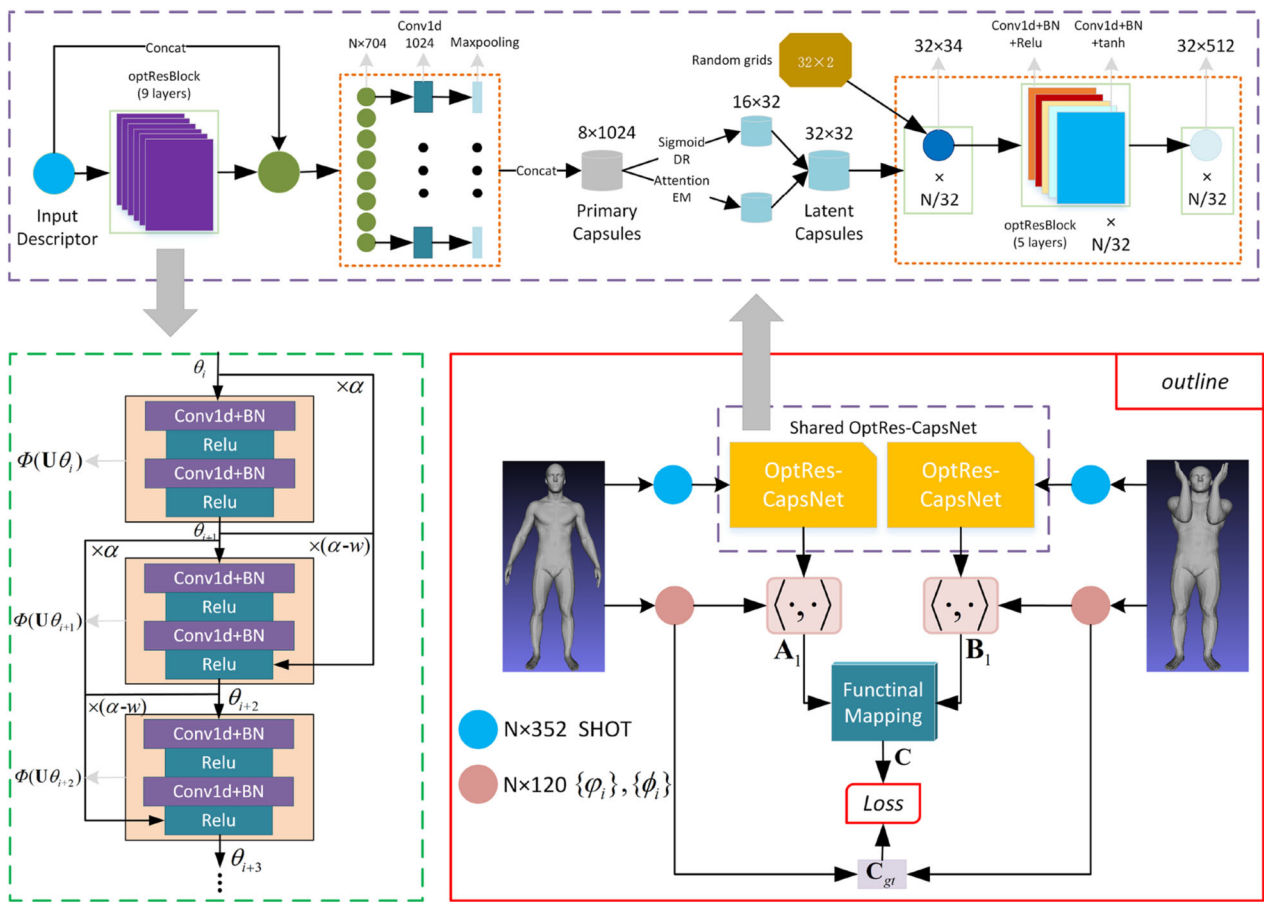 Concat
optResBlock
(9 layers)
Input
Descriptor
N×704
Conv1d
1024
Maxpooling
Concat
8×1024
Primary
Capsules
Sigmoid
DR
Attention
EM
16×32
32×32
Latent
Capsules
Random grids
32×2
32×34
×
N/32
Conv1d+BN
+Relu
Conv1d+BN
+tanh
optResBlock
(5 layers)
×
N/32
32×512
×
N/32
θi
×α
Conv1d+BN
Relu
Conv1d+BN
Relu
Φ(Uθi)
θi+1
×α
×(α-w)
Conv1d+BN
Relu
Conv1d+BN
Relu
Φ(Uθi+1)
×(α-w)
θi+2
Conv1d+BN
Relu
Conv1d+BN
Relu
Φ(Uθi+2)
θi+3
outline
Shared OptRes-CapsNet
OptRes-
CapsNet
OptRes-
CapsNet
⟨·,·⟩
⟨·,·⟩
A1
B1
Functinal
Mapping
C
Loss
Cgt
N×352 SHOT
N×120 {φi},{ϕi}